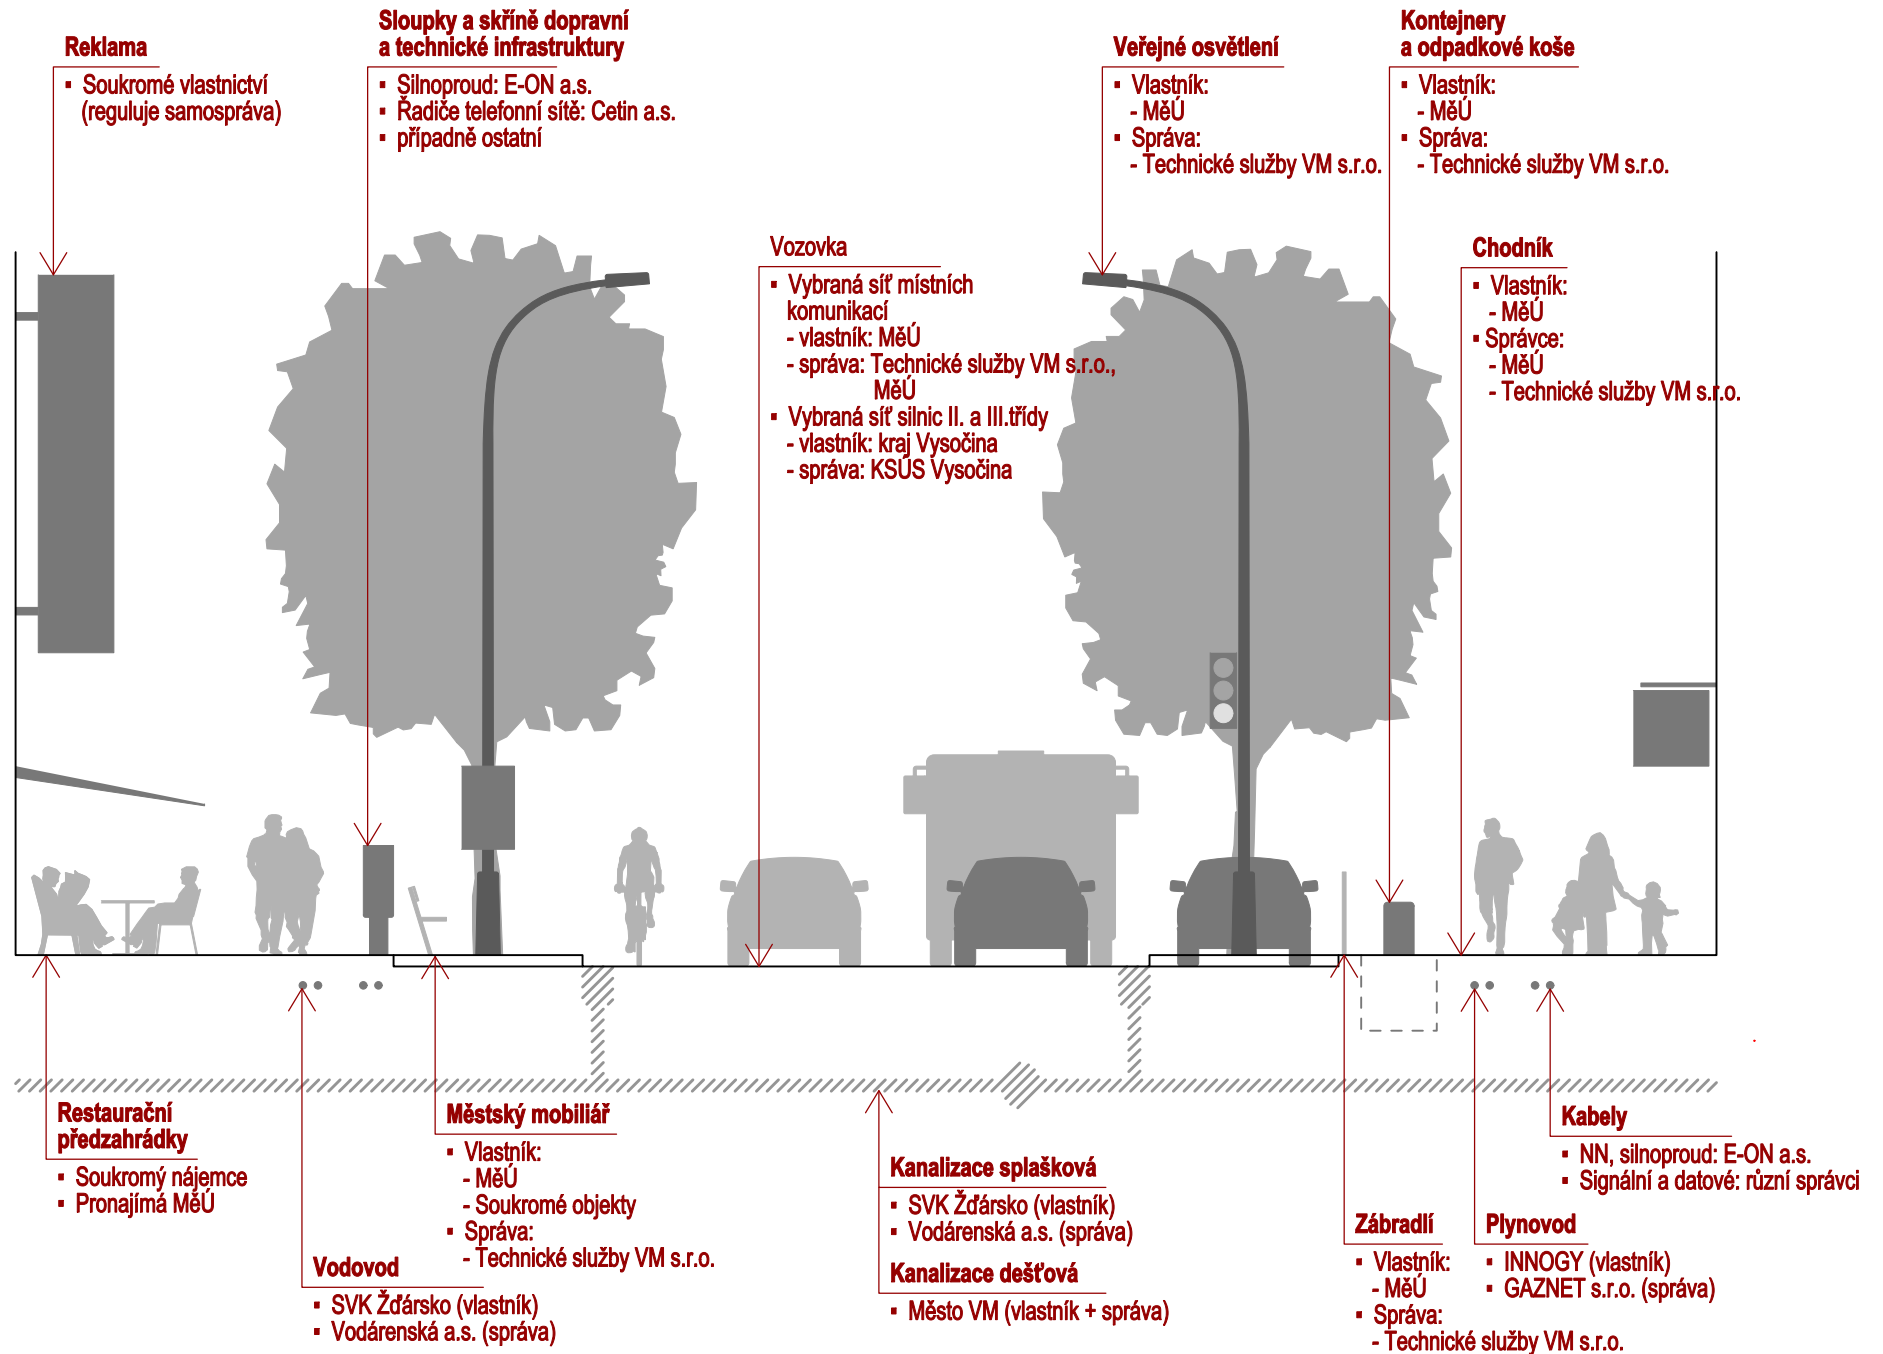 Reklama
▪ Soukromé vlastnictví
(reguluje samospráva)
Sloupky a skříně dopravní
a technické infrastruktury
▪ Silnoproud: E-ON a.s.
▪ Řadiče telefonní sítě: Cetin a.s.
▪ případně ostatní
Veřejné osvětlení
▪ Vlastník:
- MěÚ
▪ Správa:
- Technické služby VM s.r.o.
Kontejnery
a odpadkové koše
▪ Vlastník:
- MěÚ
▪ Správa:
- Technické služby VM s.r.o.
Vozovka
▪ Vybraná síť místních
komunikací
- vlastník: MěÚ
- správa: Technické služby VM s.r.o.,
MěÚ
▪ Vybraná síť silnic II. a III.třídy
- vlastník: kraj Vysočina
- správa: KSÚS Vysočina
Chodník
▪ Vlastník:
- MěÚ
▪ Správce:
- MěÚ
- Technické služby VM s.r.o.
Restaurační
předzahrádky
▪ Soukromý nájemce
▪ Pronajímá MěÚ
Vodovod
▪ SVK Žďársko (vlastník)
▪ Vodárenská a.s. (správa)
Městský mobiliář
▪ Vlastník:
- MěÚ
- Soukromé objekty
▪ Správa:
- Technické služby VM s.r.o.
Kanalizace splašková
▪ SVK Žďársko (vlastník)
▪ Vodárenská a.s. (správa)
Kanalizace dešťová
▪ Město VM (vlastník + správa)
Zábradlí
▪ Vlastník:
- MěÚ
▪ Správa:
- Technické služby VM s.r.o.
Plynovod
▪ INNOGY (vlastník)
▪ GAZNET s.r.o. (správa)
Kabely
▪ NN, silnoproud: E-ON a.s.
▪ Signální a datové: různí správci